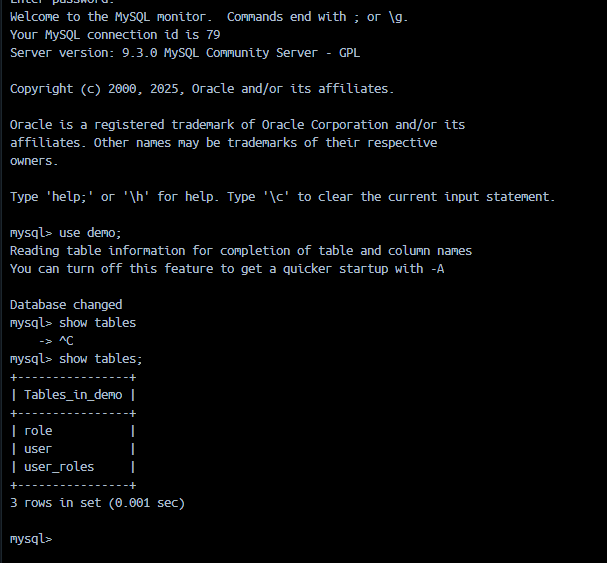 Enter password:
Welcome to the MySQL monitor.  Commands end with ; or \g.
Your MySQL connection id is 79
Server version: 9.3.0 MySQL Community Server - GPL

Copyright (c) 2000, 2025, Oracle and/or its affiliates.

Oracle is a registered trademark of Oracle Corporation and/or its
affiliates. Other names may be trademarks of their respective
owners.

Type 'help;' or '\h' for help. Type '\c' to clear the current input statement.

mysql> use demo;
Reading table information for completion of table and column names
You can turn off this feature to get a quicker startup with -A

Database changed
mysql> show tables
    -> ^C
mysql> show tables;
+----------------+
| Tables_in_demo |
+----------------+
| role           |
| user           |
| user_roles     |
+----------------+
3 rows in set (0.001 sec)

mysql>